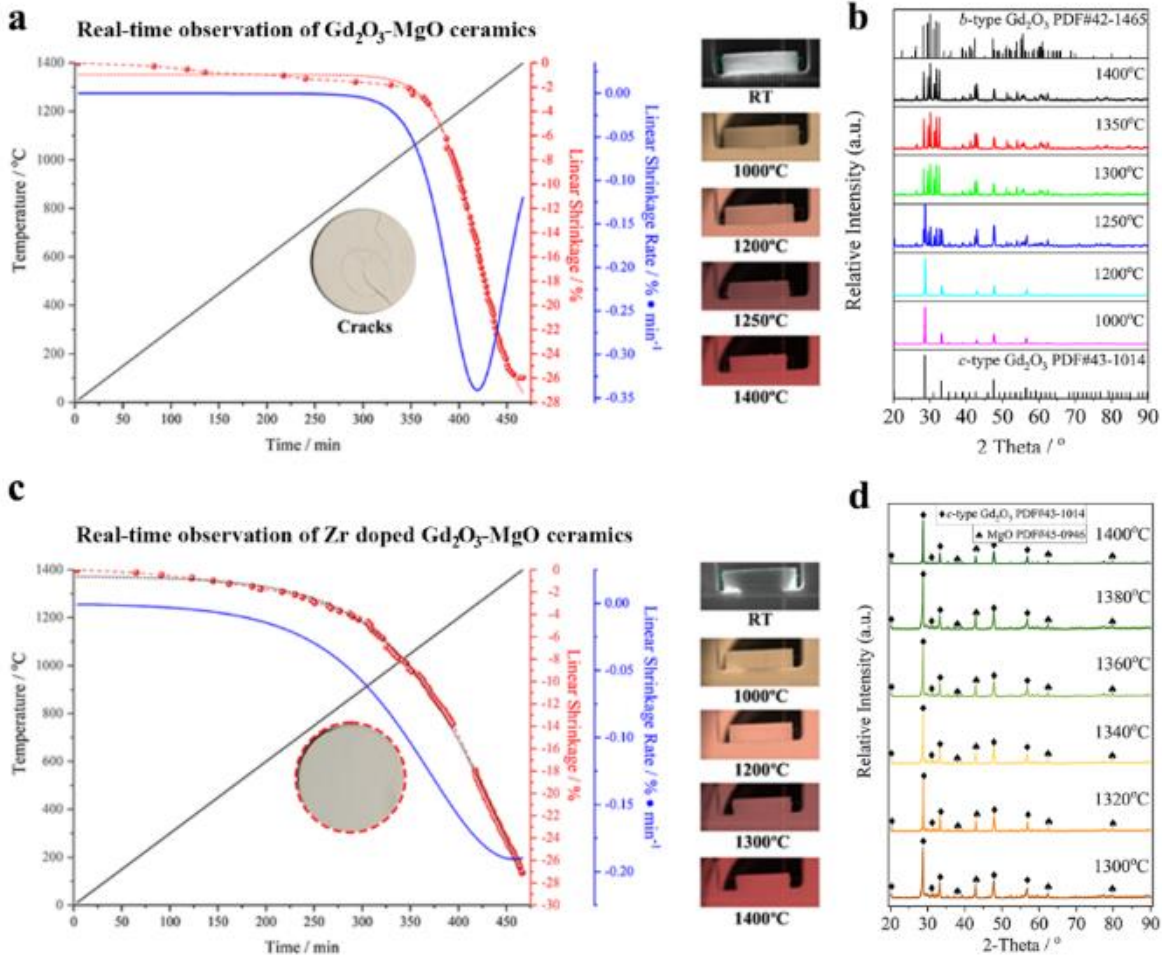 a
Real-time observation of Gd₂O₃-MgO ceramics
1400
1200
1000
800
600
400
200
0
Temperature / °C
0 50 100 150 200 250 300 350 400 450
Time / min
Cracks
0
-2
-4
-6
-8
-10
-12
-14
-16
-18
-20
-22
-24
-26
-28
Linear Shrinkage / %
0.00
-0.05
-0.10
-0.15
-0.20
-0.25
-0.30
-0.35
Linear Shrinkage Rate / % • min⁻¹
RT
1000°C
1200°C
1250°C
1400°C
b
b-type Gd₂O₃ PDF#42-1465
1400°C
1350°C
1300°C
1250°C
1200°C
1000°C
c-type Gd₂O₃ PDF#43-1014
Relative Intensity (a.u.)
20 30 40 50 60 70 80 90
2 Theta / °
c
Real-time observation of Zr doped Gd₂O₃-MgO ceramics
1400
1200
1000
800
600
400
200
0
Temperature / °C
0 50 100 150 200 250 300 350 400 450
Time / min
0
-2
-4
-6
-8
-10
-12
-14
-16
-18
-20
-22
-24
-26
-28
-30
Linear Shrinkage / %
0.00
-0.05
-0.10
-0.15
-0.20
Linear Shrinkage Rate / % • min⁻¹
RT
1000°C
1200°C
1300°C
1400°C
d
♦c-type Gd₂O₃ PDF#43-1014
▲ MgO PDF#45-0946
1400°C
1380°C
1360°C
1340°C
1320°C
1300°C
Relative Intensity (a.u.)
20 30 40 50 60 70 80 90
2-Theta / °